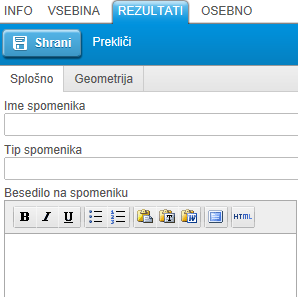 INFO VSEBINA REZULTATI OSEBNO
Shrani Prekliči
Splošno Geometrija
Ime spomenika
Tip spomenika
Besedilo na spomeniku
B I U T W HTML